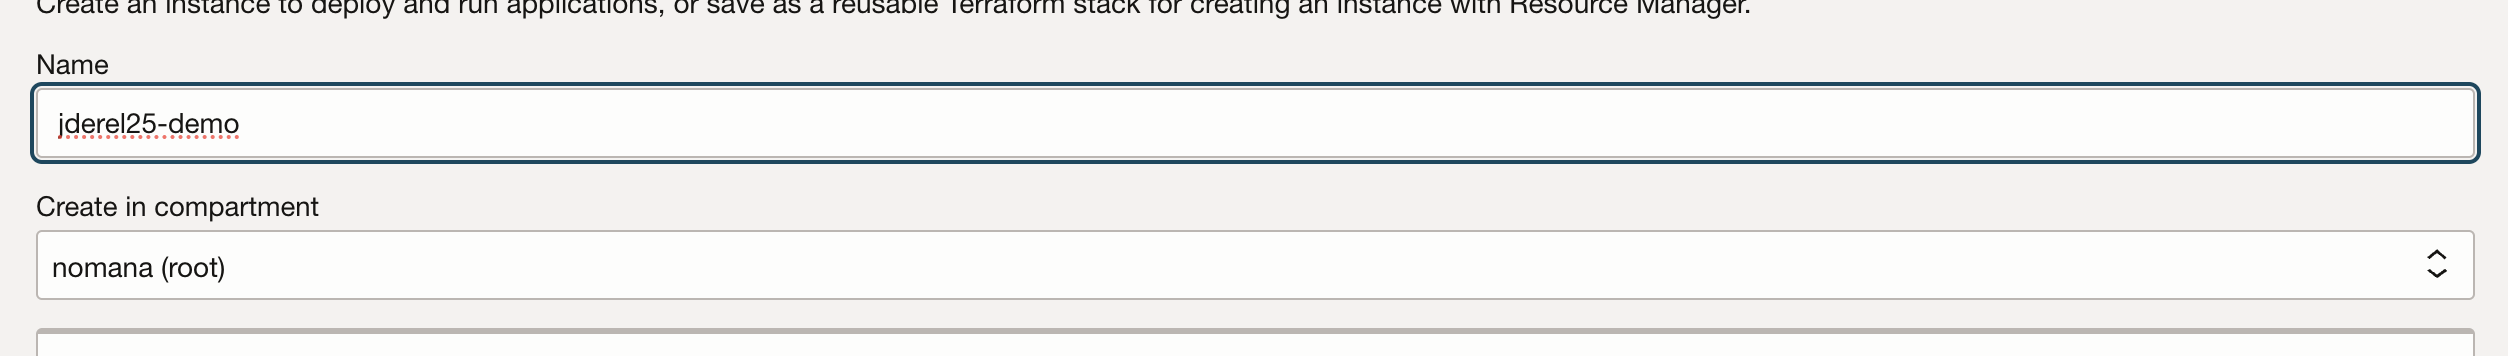 Create an instance to deploy and run applications, or save as a reusable Terraform stack for creating an instance with Resource Manager.
Name
jderel25-demo
Create in compartment
nomana (root)